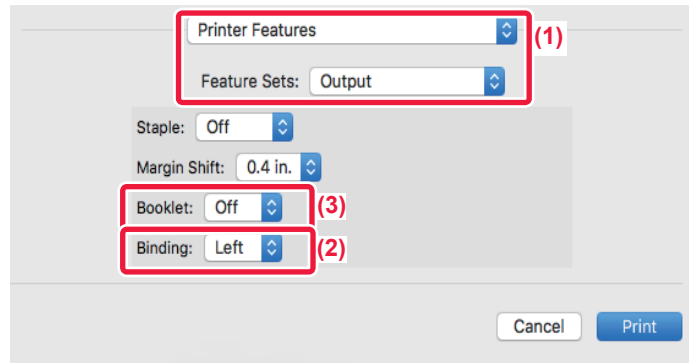 Printer Features
(1)
Feature Sets: Output
Staple: Off
Margin Shift: 0.4 in.
Booklet: Off (3)
Binding: Left (2)
Cancel Print